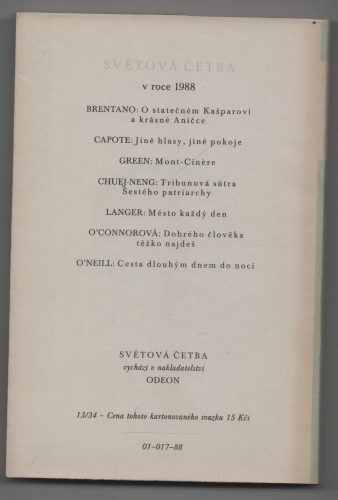 SVĚTOVÁ ČETBA
v roce 1988
BRENTANO: O statečném Kašparovi
a krásné Aničce
CAPOTE: Jiné hlasy, jiné pokoje
GREEN: Mont-Cinère
CHUEJ-NENG: Tribunová sútra
Šestého patriarchy
LANGER: Město každý den
O'CONNOROVÁ: Dobrého člověka
těžko najdeš
O'NEILL: Cesta dlouhým dnem do noci
SVĚTOVÁ ČETBA
vychází v nakladatelství
ODEON
13/34 – Cena tohoto kartonovaného svazku 15 Kčs
01-017-88